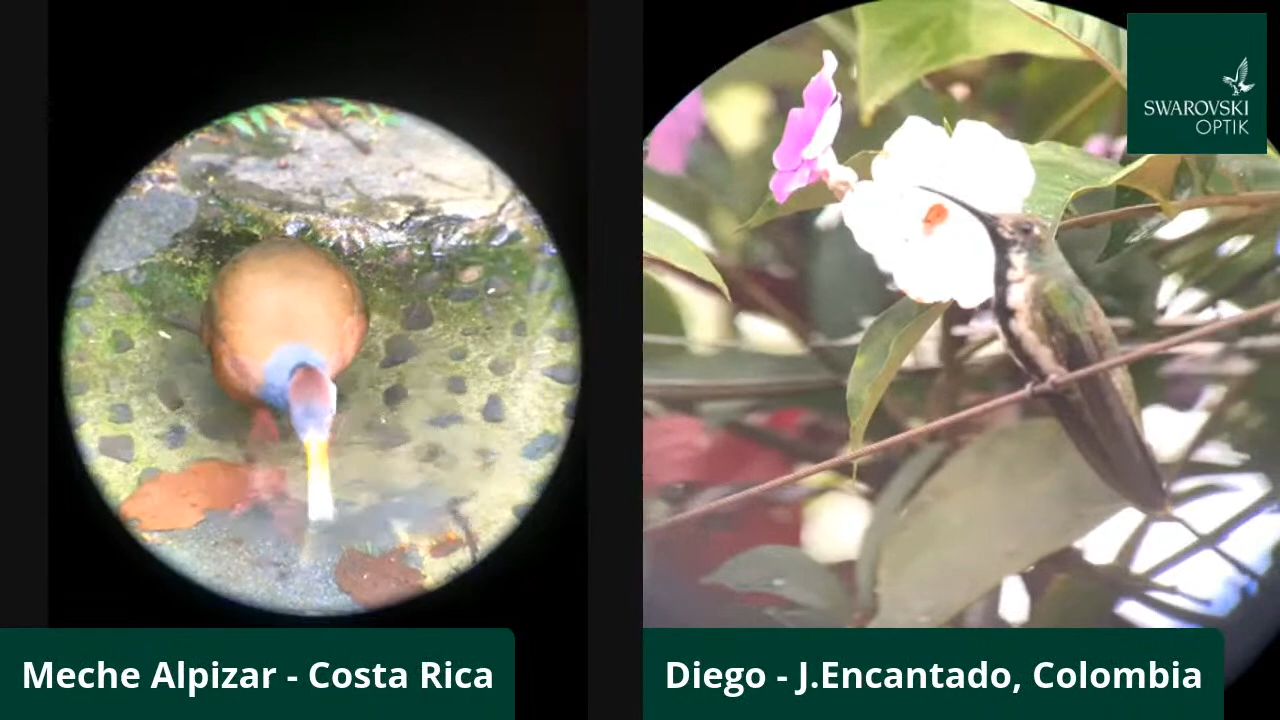 SWAROVSKI
OPTIK
Meche Alpizar - Costa Rica
Diego - J.Encantado, Colombia